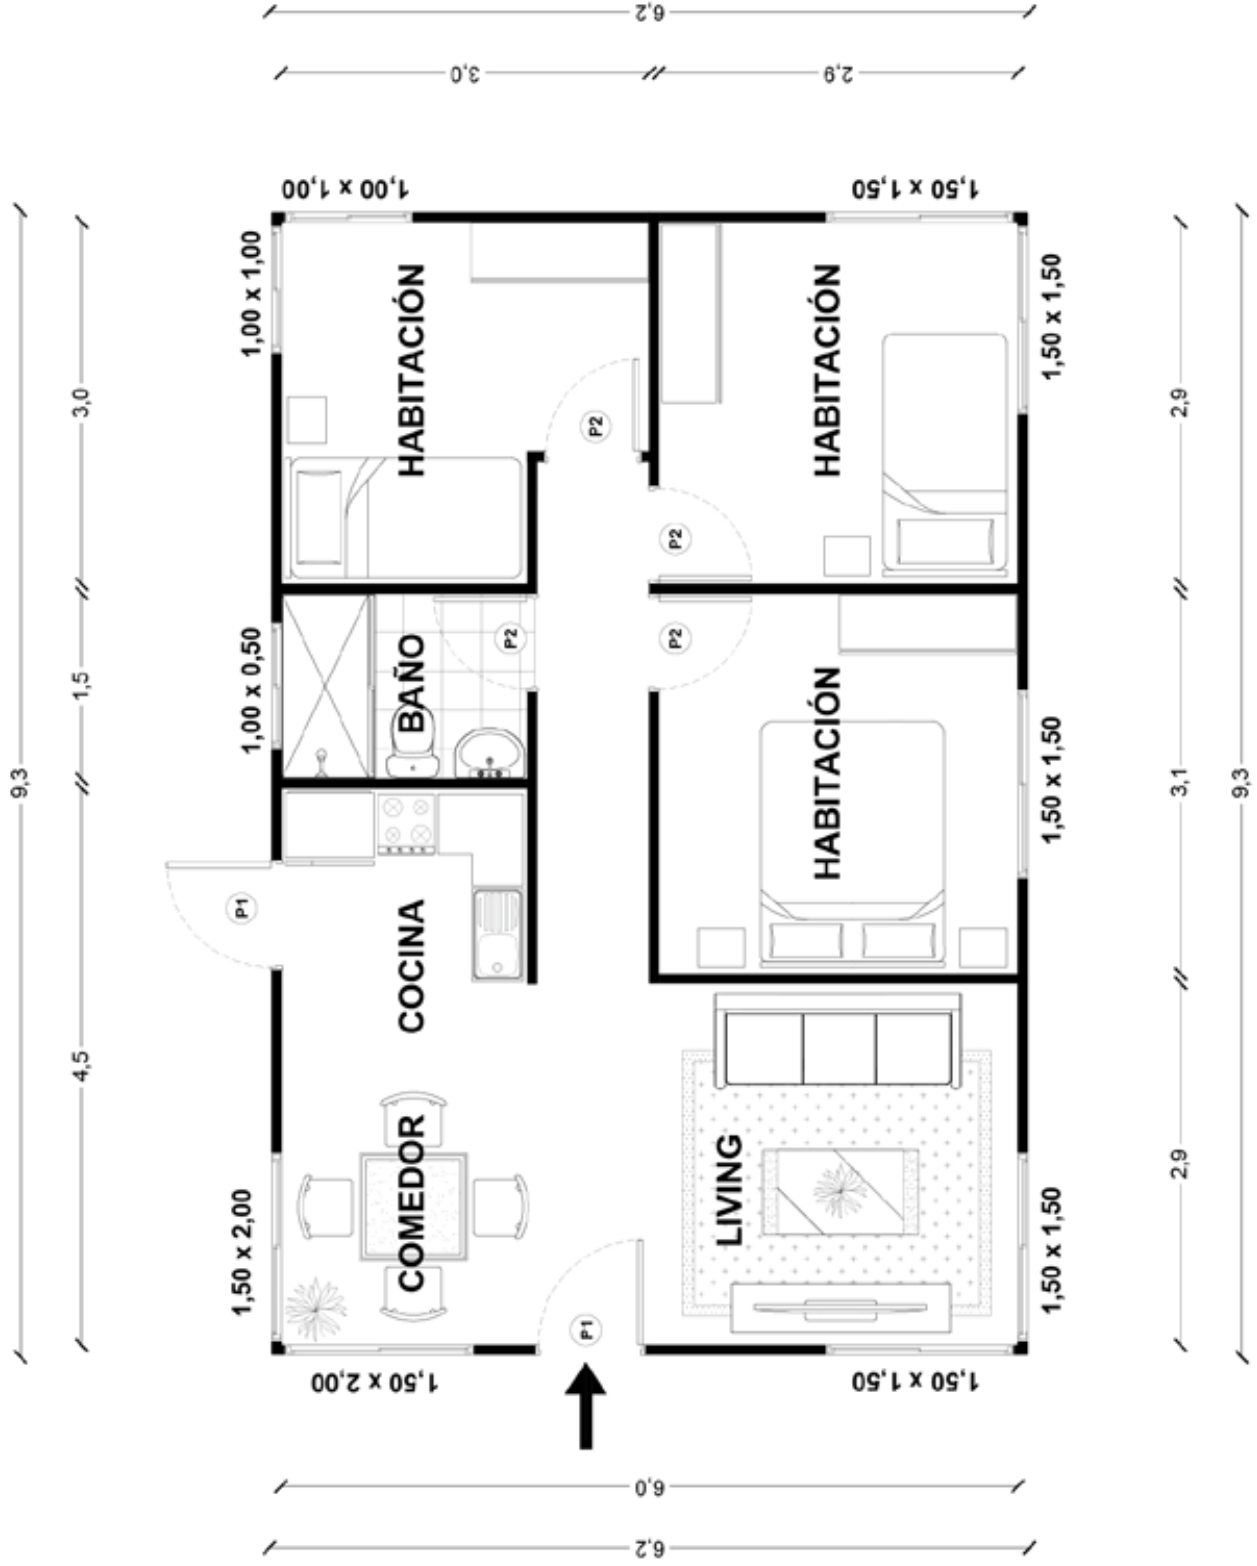 6,2
3,0
2,9
1,00 x 1,00
1,50 x 1,50
9,3
3,0
1,5
4,5
1,00 x 1,00
1,00 x 0,50
1,50 x 2,00
HABITACIÓN
HABITACIÓN
P2
P2
P2
P2
BAÑO
HABITACIÓN
P1
COCINA
COMEDOR
LIVING
P1
1,50 x 1,50
1,50 x 1,50
1,50 x 1,50
2,9
3,1
2,9
9,3
1,50 x 2,00
1,50 x 1,50
6,0
6,2